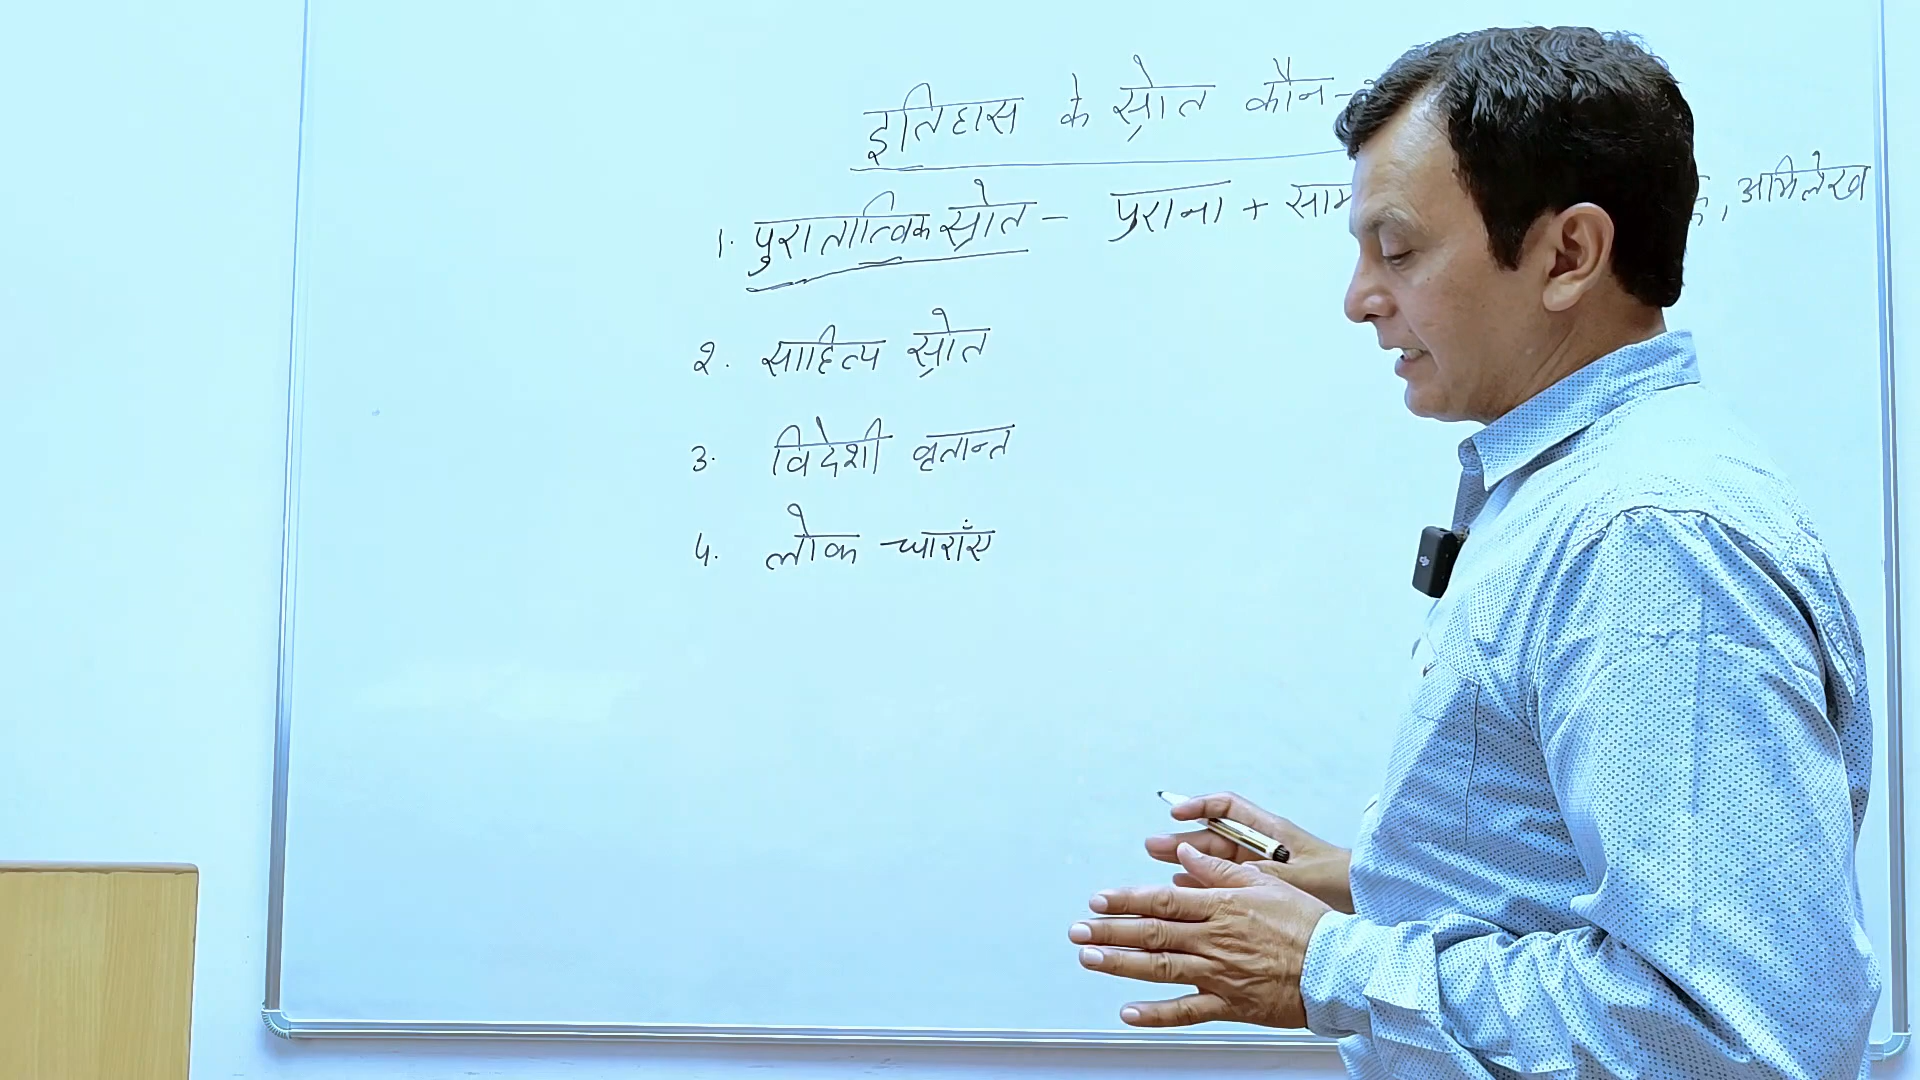 इतिहास के स्रोत कौन-
1. पुरातात्विक स्रोत - पुराना + साम , अभिलेख
2. साहित्य स्रोत
3. विदेशी वृतान्त
4. लोक